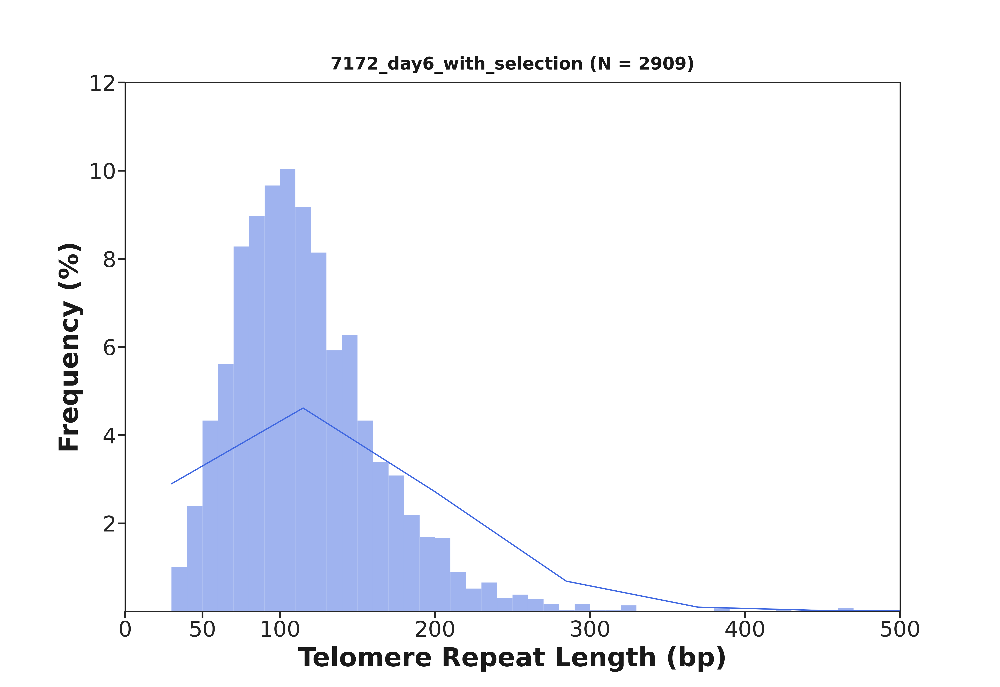 7172_day6_with_selection (N = 2909)
12
10
8
6
4
2
Frequency (%)
0 50 100 200 300 400 500
Telomere Repeat Length (bp)